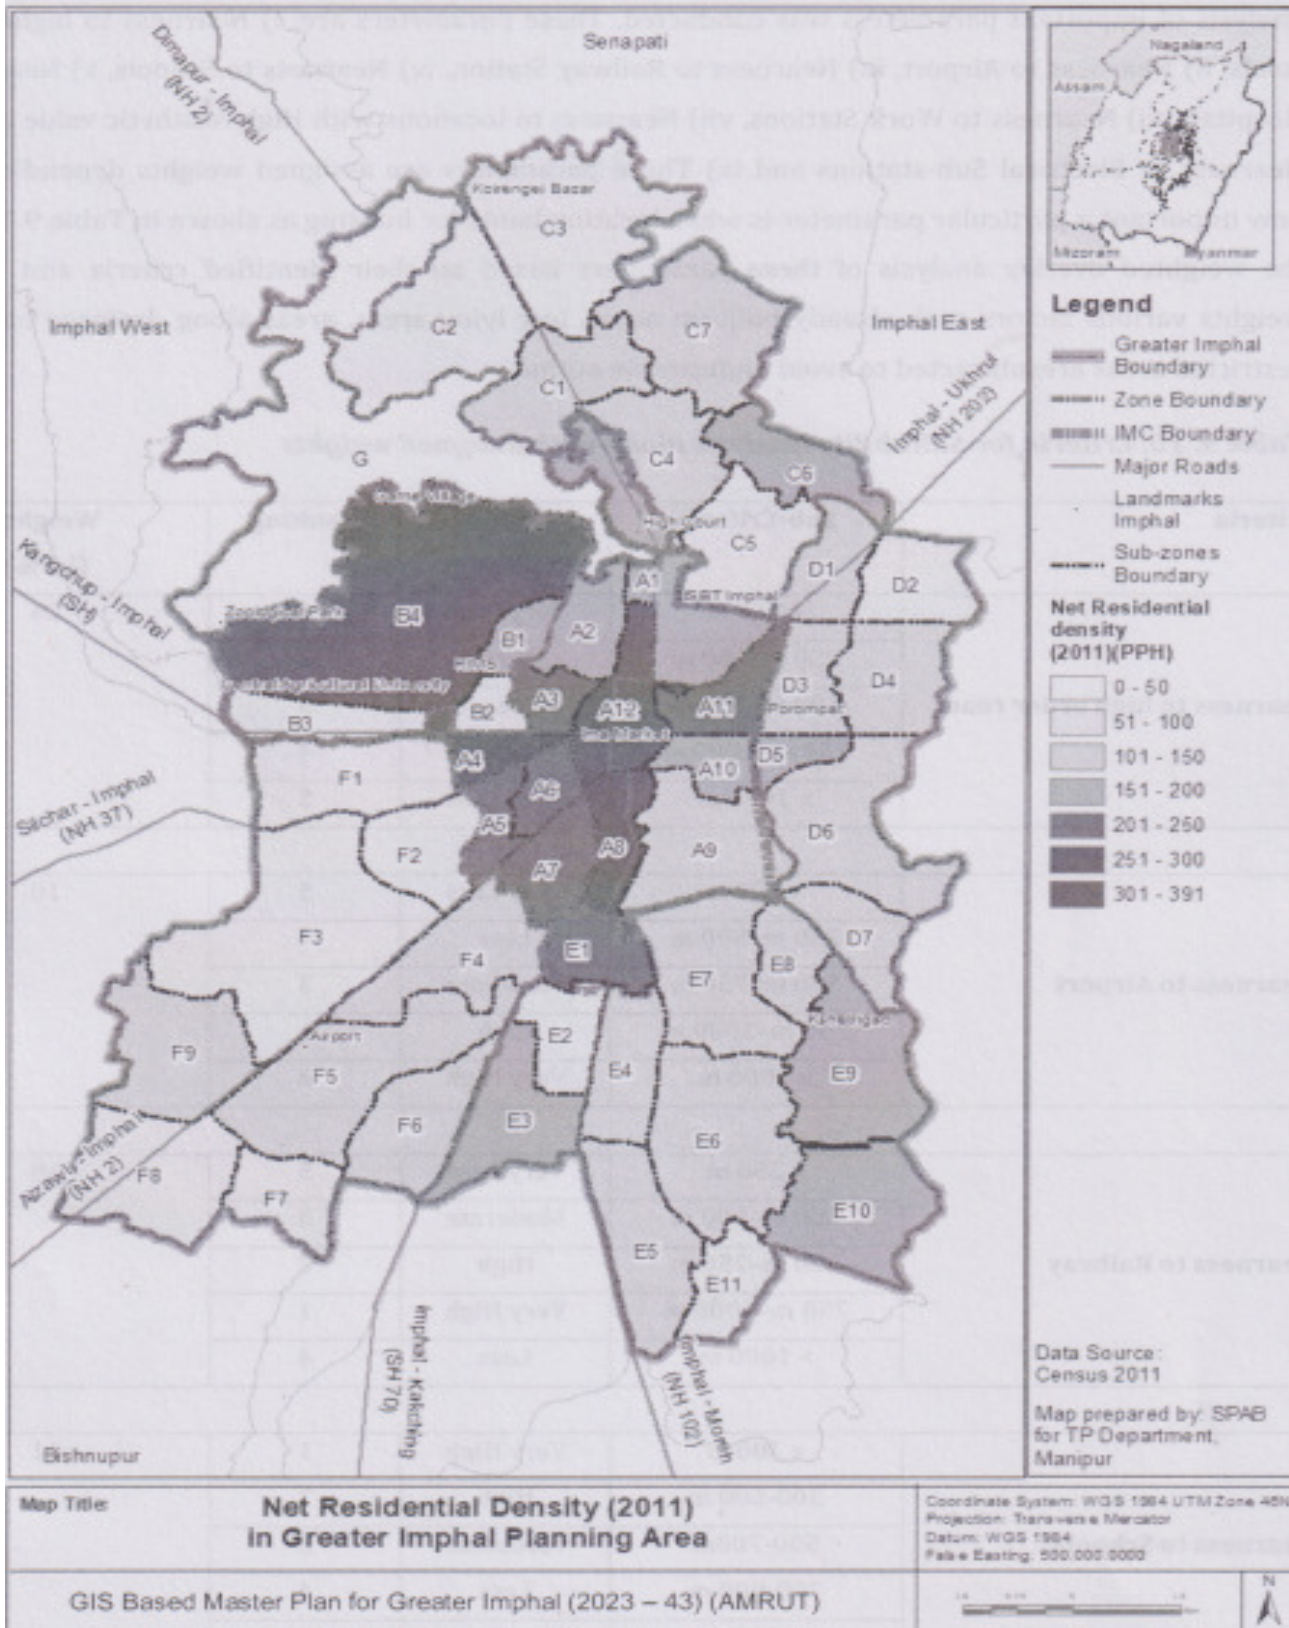 Senapati
Dimapur - Imphal
(NH 2)
Koirengei Bazar
C3
C2
C7
C1
Imphal West
Imphal East
Imphal - Ukhrul
(NH 202)
G
C4
C6
Game Village
High Court
C5
A1
D1
D2
ISBT Imphal
Kangchup - Imphal
(SH)
Zoological Park
B4
B1
A2
RIMS
Central Agricultural University
A3
A12
A11
D3
D4
Porompat
B2
B3
Ima Market
A4
A10
D5
F1
A6
Silchar - Imphal
(NH 37)
A5
F2
A7
A8
A9
D6
F3
F4
E1
D7
E7
E8
Airport
E2
F9
F5
E4
E9
F6
E3
E6
Aizawl - Imphal
(NH 2)
F8
F7
E10
E5
E11
Imphal - Kakching
(SH 70)
Imphal - Moreh
(NH 102)
Bishnupur
Nagaland
Assam
Mizoram
Myanmar
Legend
Greater Imphal
Boundary
Zone Boundary
IMC Boundary
Major Roads
Landmarks
Imphal
Sub-zones
Boundary
Net Residential
density
(2011)(PPH)
0 - 50
51 - 100
101 - 150
151 - 200
201 - 250
251 - 300
301 - 391
Data Source:
Census 2011
Map prepared by: SPAB
for TP Department,
Manipur
Map Title:
Net Residential Density (2011)
in Greater Imphal Planning Area
Coordinate System: WGS 1984 UTM Zone 46N
Projection: Transverse Mercator
Datum: WGS 1984
False Easting: 500,000.0000
GIS Based Master Plan for Greater Imphal (2023 – 43) (AMRUT)
N